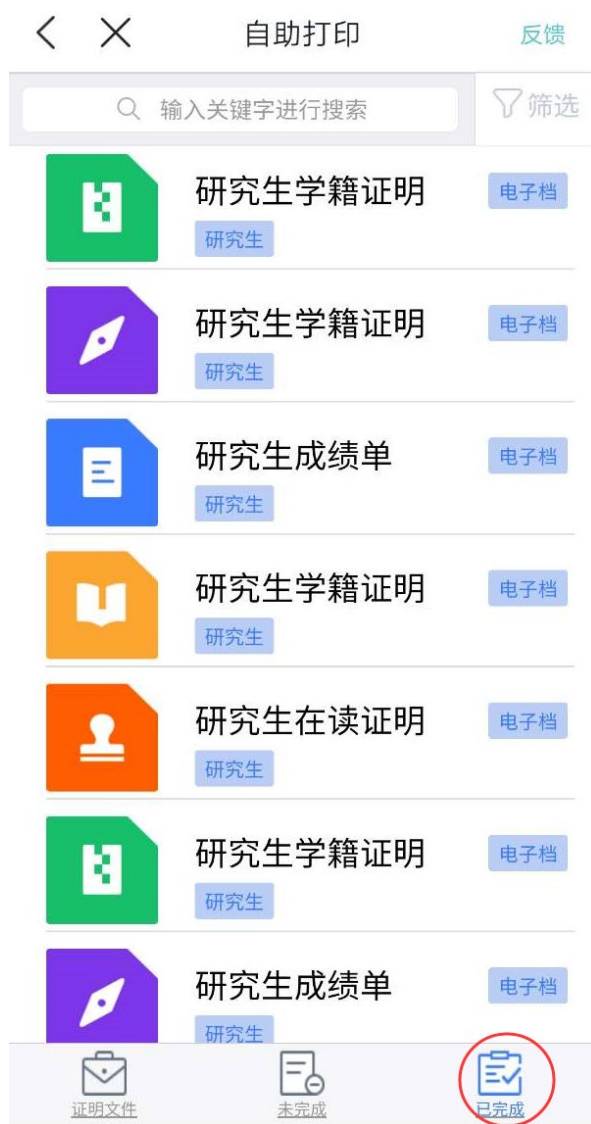 自助打印
反馈
输入关键字进行搜索
筛选
研究生学籍证明
电子档
研究生
研究生学籍证明
电子档
研究生
研究生成绩单
电子档
研究生
研究生学籍证明
电子档
研究生
研究生在读证明
电子档
研究生
研究生学籍证明
电子档
研究生
研究生成绩单
电子档
研究生
证明文件
未完成
已完成